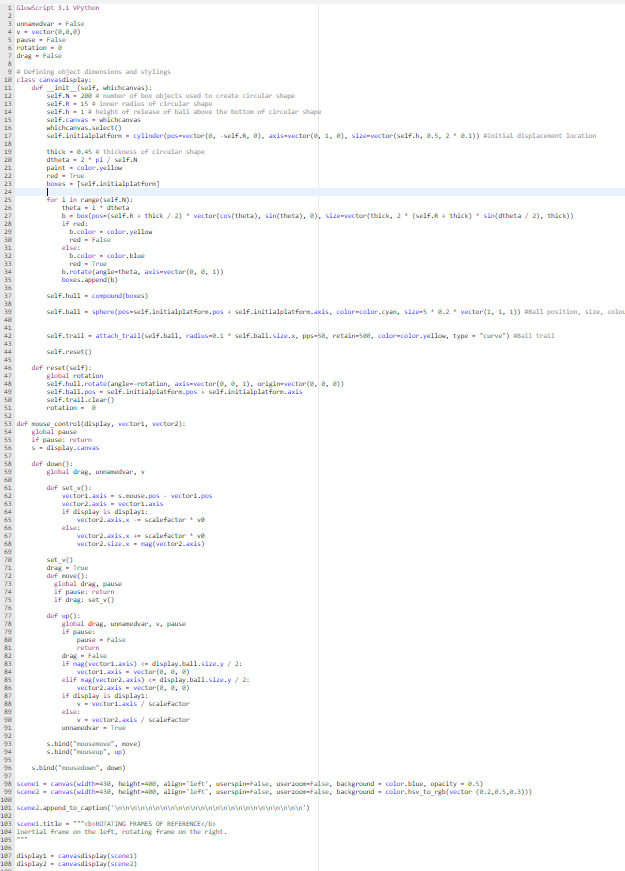 1 GlowScript 3.1 VPython
2
3 unnamedvar = False
4 v = vector(0,0,0)
5 pause = False
6 rotation = 0
7 drag = False
8
9 # Defining object dimensions and stylings
10 class canvasdisplay:
11     def __init__(self, whichcanvas):
12         self.N = 200 # number of box objects used to create circular shape
13         self.R = 15 # inner radius of circular shape
14         self.h = 1 # height of release of ball above the bottom of circular shape
15         self.canvas = whichcanvas
16         whichcanvas.select()
17         self.initialplatform = cylinder(pos=vector(0, -self.R, 0), axis=vector(0, 1, 0), size=vector(self.h, 0.5, 2 * 0.1)) #Initial displacement location
18
19         thick = 0.45 # thickness of circular shape
20         dtheta = 2 * pi / self.N
21         paint = color.yellow
22         red = True
23         boxes = [self.initialplatform]
24
25         for i in range(self.N):
26             theta = i * dtheta
27             b = box(pos=(self.R + thick / 2) * vector(cos(theta), sin(theta), 0), size=vector(thick, 2 * (self.R + thick) * sin(dtheta / 2), thick))
28             if red:
29               b.color = color.yellow
30               red = False
31             else:
32               b.color = color.blue
33               red = True
34             b.rotate(angle=theta, axis=vector(0, 0, 1))
35             boxes.append(b)
36
37         self.hull = compound(boxes)
38
39         self.ball = sphere(pos=self.initialplatform.pos + self.initialplatform.axis, color=color.cyan, size=5 * 0.2 * vector(1, 1, 1)) #Ball position, size, colou
40
41
42         self.trail = attach_trail(self.ball, radius=0.1 * self.ball.size.x, pps=50, retain=500, color=color.yellow, type = "curve") #Ball trail
43
44         self.reset()
45
46     def reset(self):
47         global rotation
48         self.hull.rotate(angle=-rotation, axis=vector(0, 0, 1), origin=vector(0, 0, 0))
49         self.ball.pos = self.initialplatform.pos + self.initialplatform.axis
50         self.trail.clear()
51         rotation =  0
52
53 def mouse_control(display, vector1, vector2):
54     global pause
55     if pause: return
56     s = display.canvas
57
58     def down():
59         global drag, unnamedvar, v
60
61         def set_v():
62             vector1.axis = s.mouse.pos - vector1.pos
63             vector2.axis = vector1.axis
64             if display is display1:
65                 vector2.axis.x -= scalefactor * v0
66             else:
67                 vector2.axis.x += scalefactor * v0
68                 vector2.size.x = mag(vector2.axis)
69
70         set_v()
71         drag = True
72         def move():
73           global drag, pause
74           if pause: return
75           if drag: set_v()
76
77         def up():
78             global drag, unnamedvar, v, pause
79             if pause:
80                 pause = False
81                 return
82             drag = False
83             if mag(vector1.axis) <= display.ball.size.y / 2:
84                 vector1.axis = vector(0, 0, 0)
85             elif mag(vector2.axis) <= display.ball.size.y / 2:
86                 vector2.axis = vector(0, 0, 0)
87             if display is display1:
88                 v = vector1.axis / scalefactor
89             else:
90                 v = vector2.axis / scalefactor
91             unnamedvar = True
92
93         s.bind("mousemove", move)
94         s.bind("mouseup", up)
95
96     s.bind("mousedown", down)
97
98 scene1 = canvas(width=430, height=400, align='left', userspin=False, userzoom=False, background = color.blue, opacity = 0.5)
99 scene2 = canvas(width=430, height=400, align='left', userspin=False, userzoom=False, background = color.hsv_to_rgb(vector (0.2,0.5,0.3)))
100
101 scene2.append_to_caption('\n\n\n\n\n\n\n\n\n\n\n\n\n\n\n\n\n\n\n\n\n\n\n\n')
102
103 scene1.title = """<b>ROTATING FRAMES OF REFERENCE</b>
104 Inertial frame on the left, rotating frame on the right.
105 """
106
107 display1 = canvasdisplay(scene1)
108 display2 = canvasdisplay(scene2)